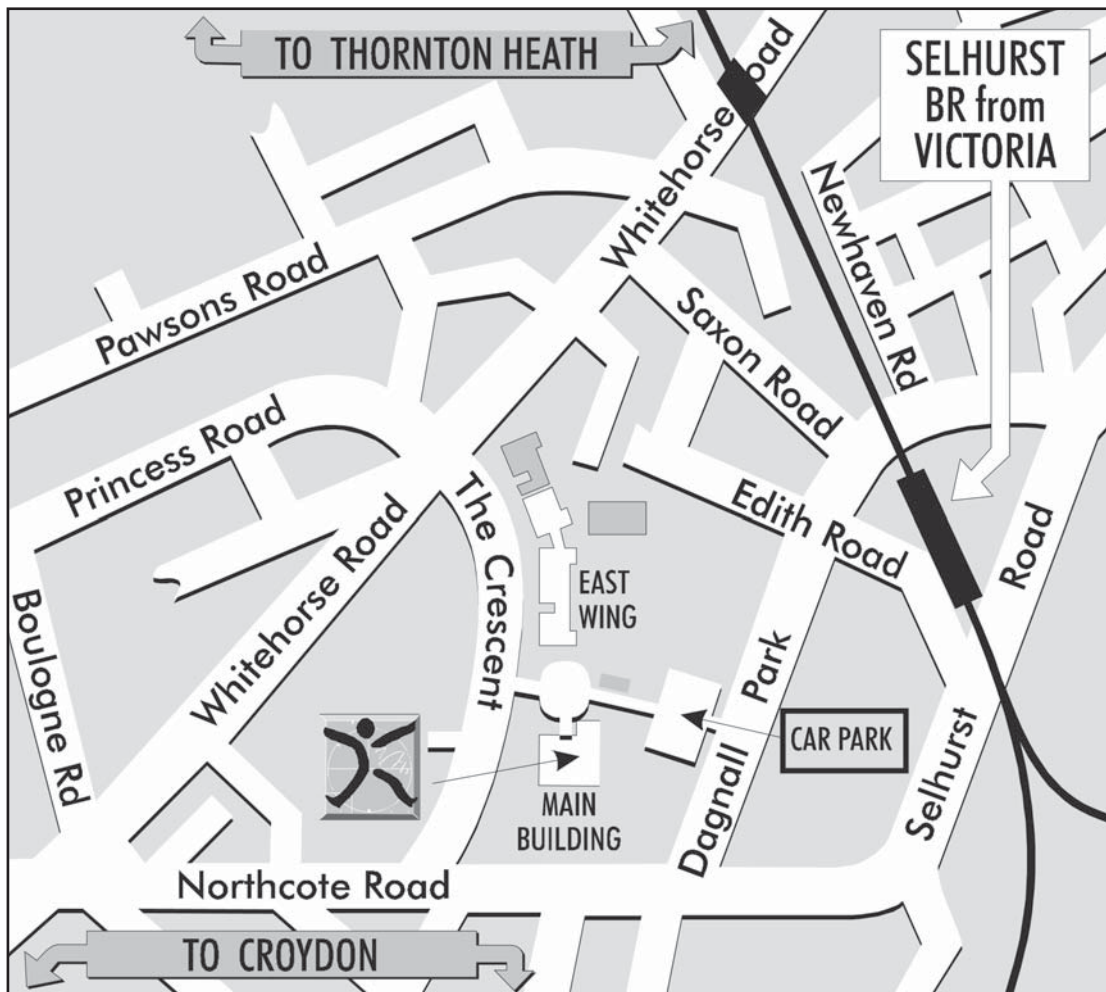 TO THORNTON HEATH
SELHURST
BR from
VICTORIA
Whitehorse Road
Newhaven Rd
Pawsons Road
Saxon Road
Princess Road
Edith Road
The Crescent
Whitehorse Road
EAST
WING
Boulogne Rd
Selhurst Road
CAR PARK
MAIN
BUILDING
Dagnall Park
Northcote Road
TO CROYDON